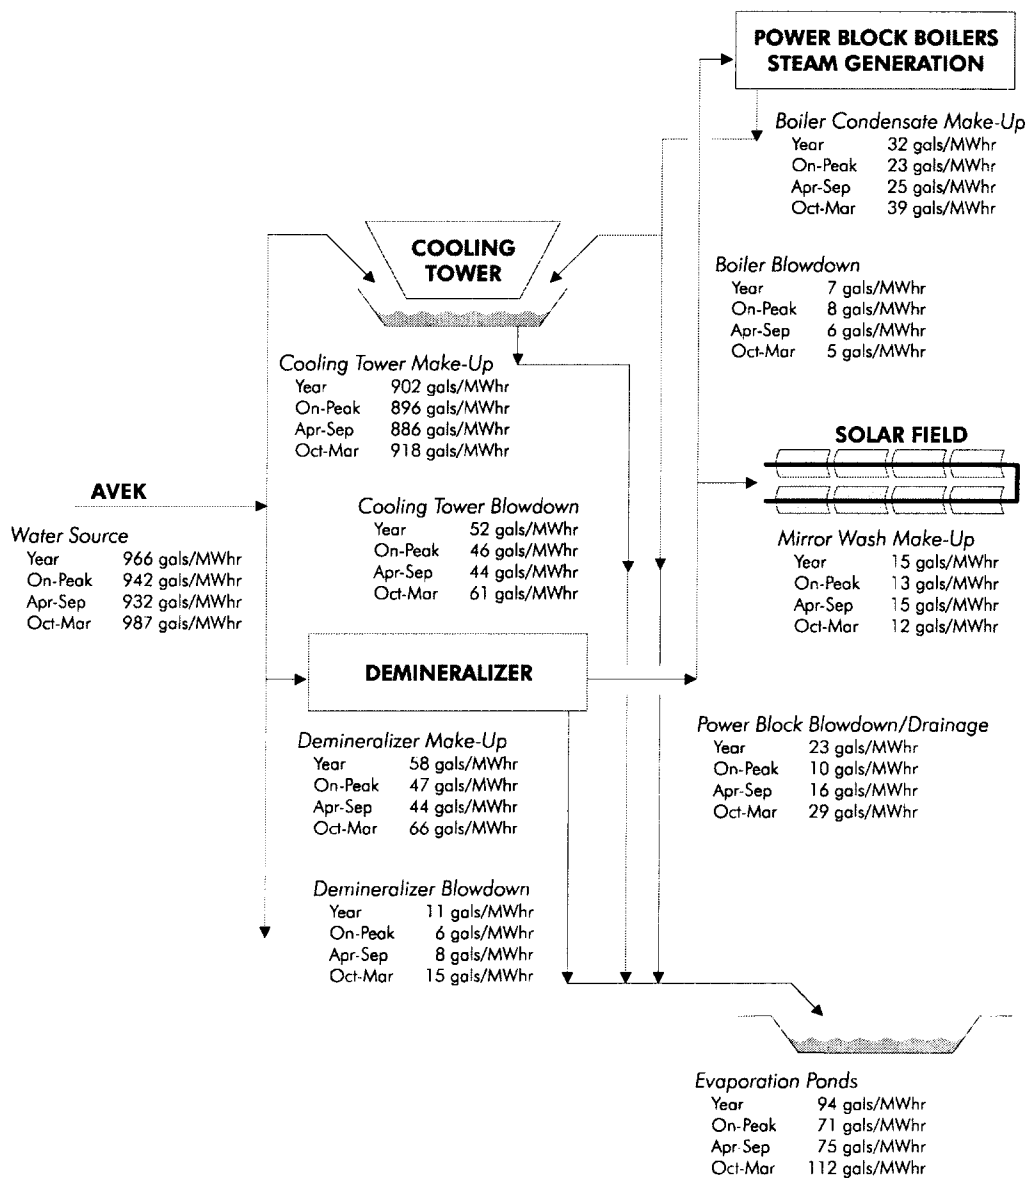 POWER BLOCK BOILERS
STEAM GENERATION
Boiler Condensate Make-Up
Year 32 gals/MWhr
On-Peak 23 gals/MWhr
Apr-Sep 25 gals/MWhr
Oct-Mar 39 gals/MWhr
COOLING
TOWER
Boiler Blowdown
Year 7 gals/MWhr
On-Peak 8 gals/MWhr
Apr-Sep 6 gals/MWhr
Oct-Mar 5 gals/MWhr
Cooling Tower Make-Up
Year 902 gals/MWhr
On-Peak 896 gals/MWhr
Apr-Sep 886 gals/MWhr
Oct-Mar 918 gals/MWhr
SOLAR FIELD
AVEK
Water Source
Year 966 gals/MWhr
On-Peak 942 gals/MWhr
Apr-Sep 932 gals/MWhr
Oct-Mar 987 gals/MWhr
Cooling Tower Blowdown
Year 52 gals/MWhr
On-Peak 46 gals/MWhr
Apr-Sep 44 gals/MWhr
Oct-Mar 61 gals/MWhr
Mirror Wash Make-Up
Year 15 gals/MWhr
On-Peak 13 gals/MWhr
Apr-Sep 15 gals/MWhr
Oct-Mar 12 gals/MWhr
DEMINERALIZER
Demineralizer Make-Up
Year 58 gals/MWhr
On-Peak 47 gals/MWhr
Apr-Sep 44 gals/MWhr
Oct-Mar 66 gals/MWhr
Power Block Blowdown/Drainage
Year 23 gals/MWhr
On-Peak 10 gals/MWhr
Apr-Sep 16 gals/MWhr
Oct-Mar 29 gals/MWhr
Demineralizer Blowdown
Year 11 gals/MWhr
On-Peak 6 gals/MWhr
Apr-Sep 8 gals/MWhr
Oct-Mar 15 gals/MWhr
Evaporation Ponds
Year 94 gals/MWhr
On-Peak 71 gals/MWhr
Apr-Sep 75 gals/MWhr
Oct-Mar 112 gals/MWhr